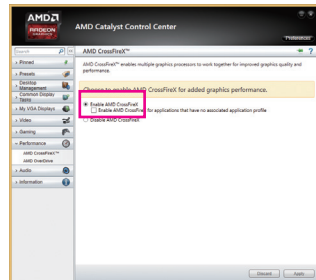 AMD
RADEON
GRAPHICS
AMD Catalyst Control Center
Preferences
Search
AMD CrossFireX™
?
Pinned
Presets
Desktop
Management
Common Display
Tasks
My VGA Displays
Video
Gaming
Performance
AMD CrossFireX™
AMD OverDrive
Audio
Information
AMD CrossFireX™ enables multiple graphics processors to work together for improved graphics quality and
performance.
Choose to enable AMD CrossFireX for added graphics performance.
Enable AMD CrossFireX
Enable AMD CrossFireX for applications that have no associated application profile
Disable AMD CrossFireX
Discard
Apply